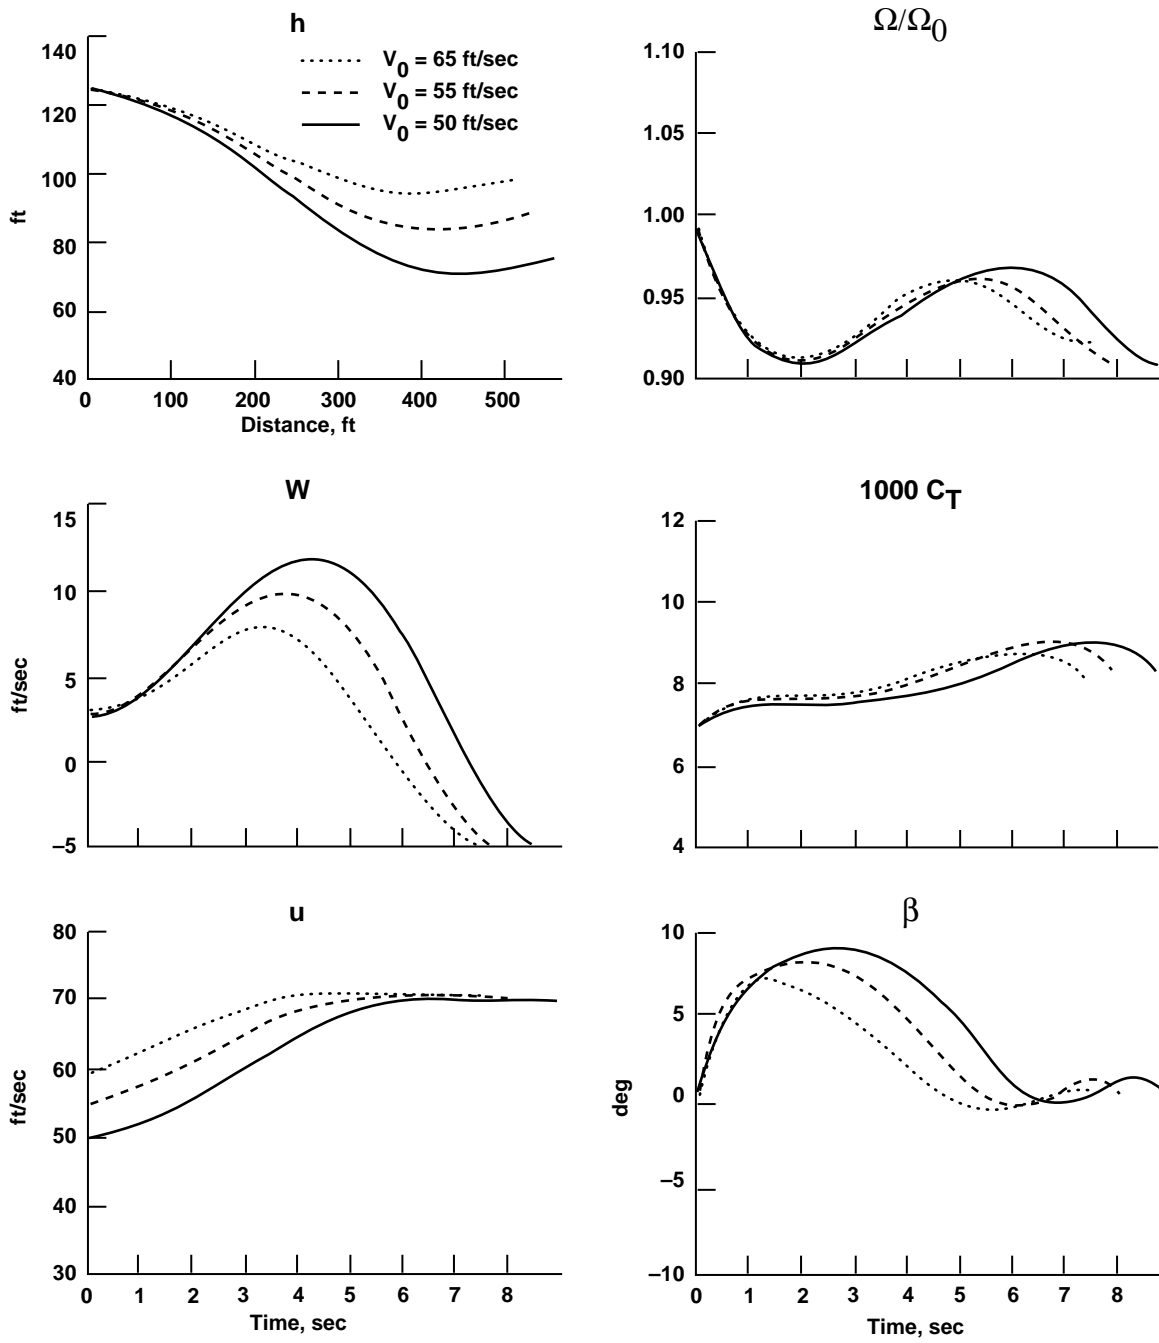 h
140
120
100
80
60
40
ft
V0 = 65 ft/sec
V0 = 55 ft/sec
V0 = 50 ft/sec
0 100 200 300 400 500
Distance, ft
Ω/Ω0
1.10
1.05
1.00
0.95
0.90
W
15
10
5
0
–5
ft/sec
1000 CT
12
10
8
6
4
u
80
70
60
50
40
30
ft/sec
0 1 2 3 4 5 6 7 8
Time, sec
β
10
5
0
–5
–10
deg
0 1 2 3 4 5 6 7 8
Time, sec